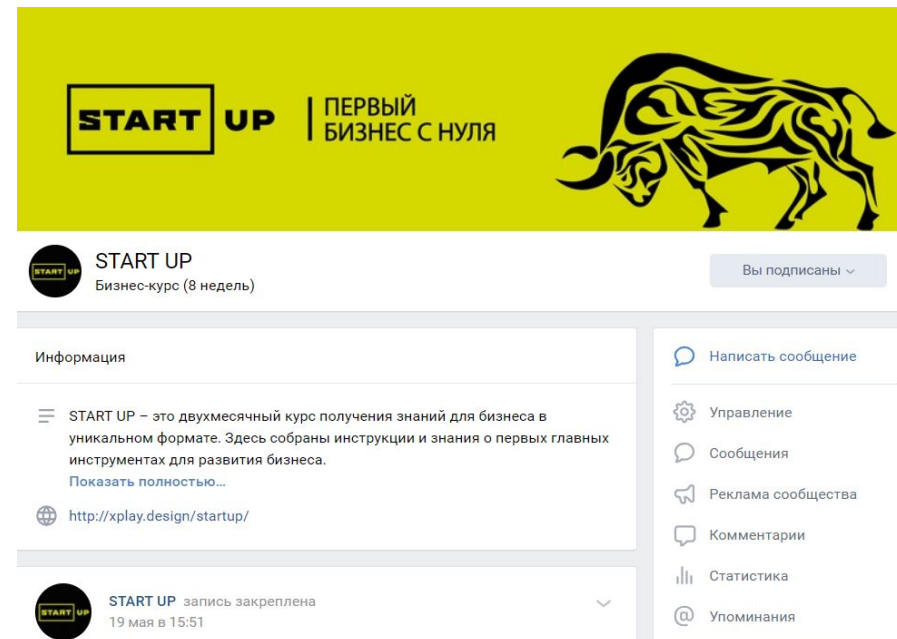 START UP
ПЕРВЫЙ
БИЗНЕС С НУЛЯ
START UP
START UP
Бизнес-курс (8 недель)
Вы подписаны
Информация
START UP – это двухмесячный курс получения знаний для бизнеса в
уникальном формате. Здесь собраны инструкции и знания о первых главных
инструментах для развития бизнеса.
Показать полностью...
http://xplay.design/startup/
START UP
START UP запись закреплена
19 мая в 15:51
Написать сообщение
Управление
Сообщения
Реклама сообщества
Комментарии
Статистика
Упоминания